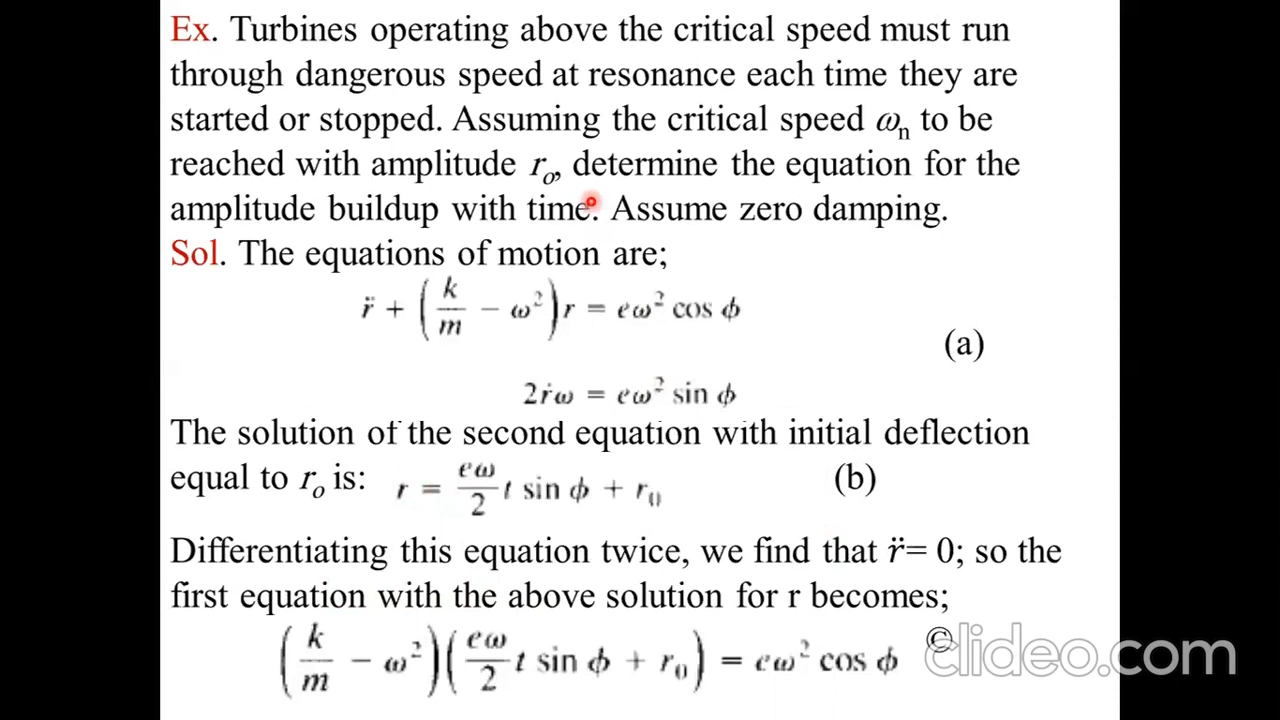 Ex. Turbines operating above the critical speed must run
through dangerous speed at resonance each time they are
started or stopped. Assuming the critical speed ωn to be
reached with amplitude ro, determine the equation for the
amplitude buildup with time. Assume zero damping.
Sol. The equations of motion are;
r̈ + (k/m − ω²)r = eω² cos ϕ
(a)
2ṙω = eω² sin ϕ
The solution of the second equation with initial deflection
equal to ro is: r = eω/2 t sin ϕ + r0 (b)
Differentiating this equation twice, we find that r̈= 0; so the
first equation with the above solution for r becomes;
(k/m − ω²)(eω/2 t sin ϕ + r0) = eω² cos ϕ
©
clideo.com